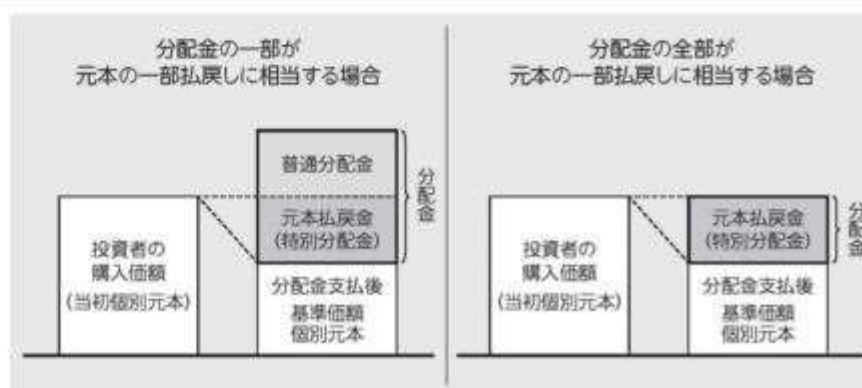 分配金の一部が
元本の一部払戻しに相当する場合
普通分配金
元本払戻金
(特別分配金)
分配金
投資者の
購入価額
(当初個別元本)
分配金支払後
基準価額
個別元本
分配金の全部が
元本の一部払戻しに相当する場合
元本払戻金
(特別分配金)
分配金
投資者の
購入価額
(当初個別元本)
分配金支払後
基準価額
個別元本